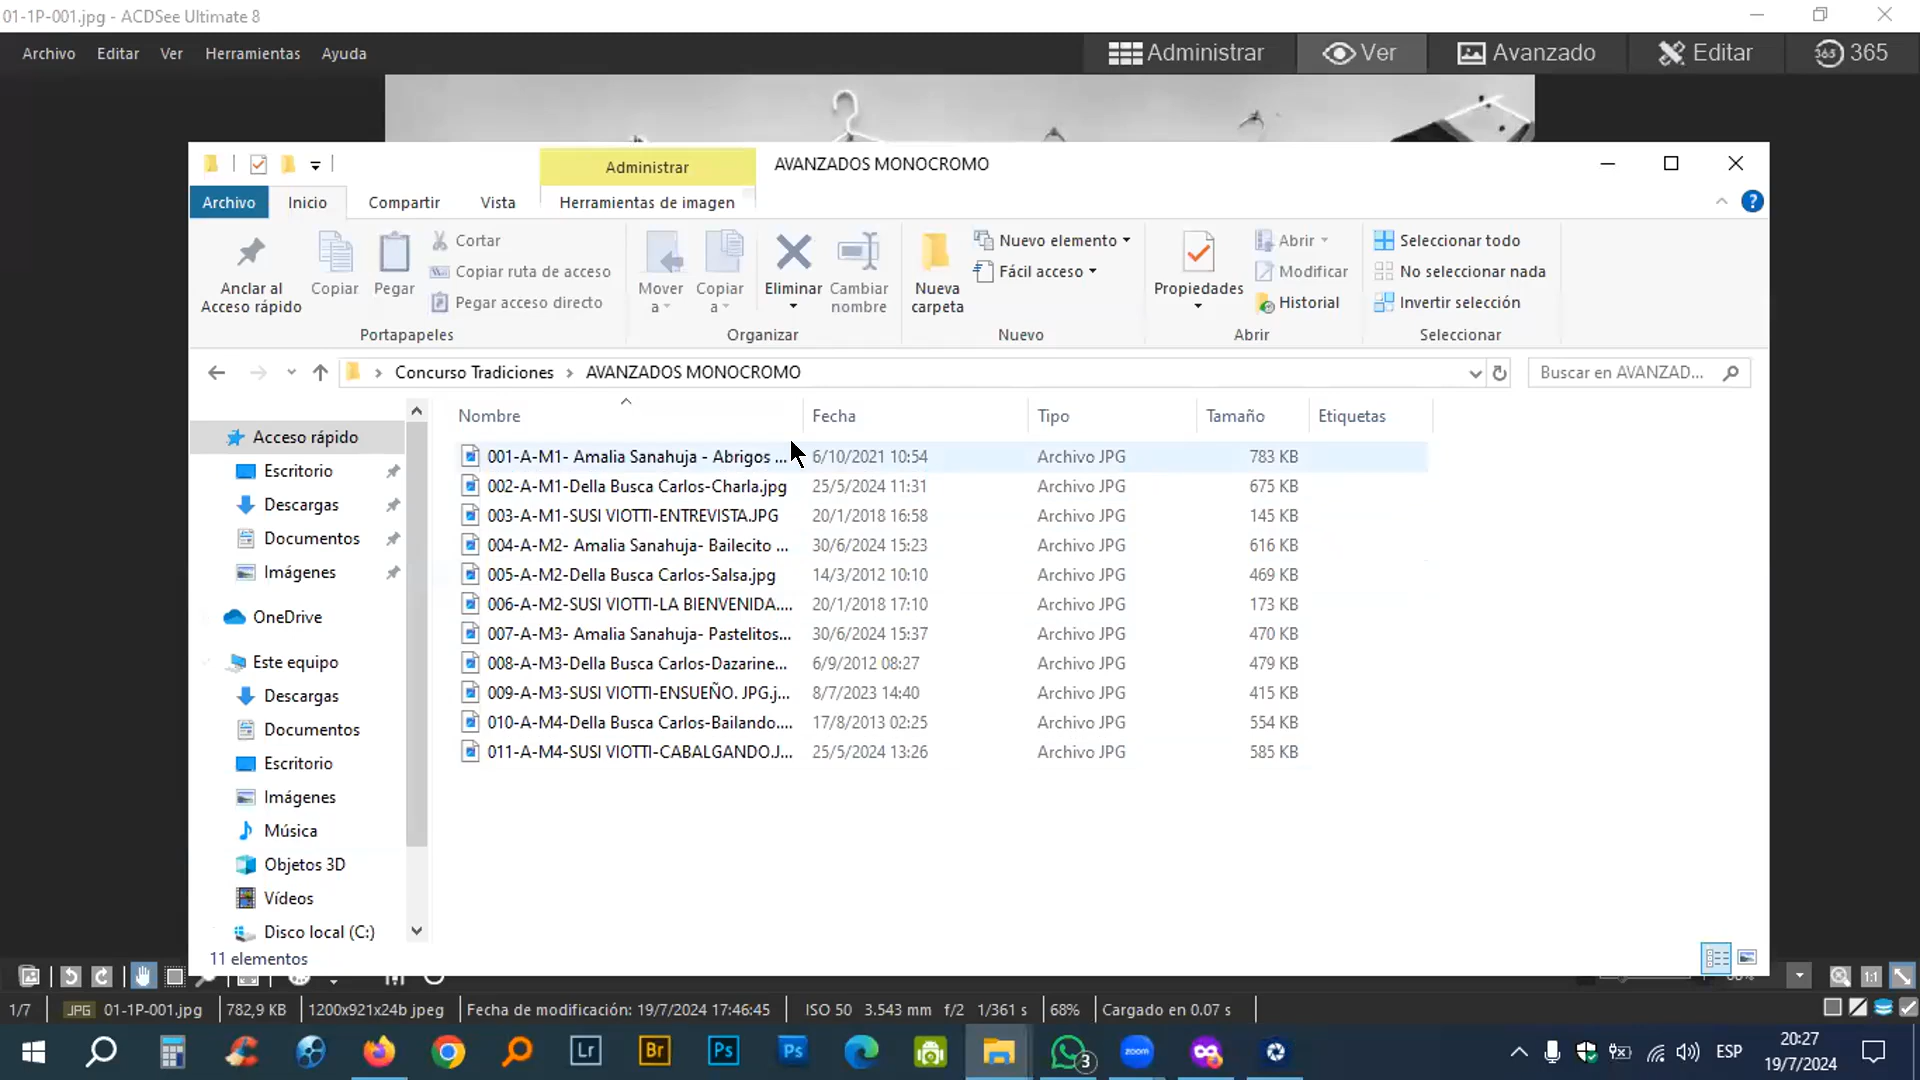 01-1P-001.jpg - ACDSee Ultimate 8
Archivo Editar Ver Herramientas Ayuda
Administrar Ver Avanzado Editar 365 365
Administrar AVANZADOS MONOCROMO
Archivo Inicio Compartir Vista Herramientas de imagen
Anclar al Acceso rápido
Copiar
Pegar
Cortar
Copiar ruta de acceso
Pegar acceso directo
Portapapeles
Mover a
Copiar a
Eliminar
Cambiar nombre
Organizar
Nueva carpeta
Nuevo elemento
Fácil acceso
Nuevo
Propiedades
Abrir
Modificar
Historial
Abrir
Seleccionar todo
No seleccionar nada
Invertir selección
Seleccionar
Concurso Tradiciones > AVANZADOS MONOCROMO
Buscar en AVANZAD...
Acceso rápido
Escritorio
Descargas
Documentos
Imágenes
OneDrive
Este equipo
Descargas
Documentos
Escritorio
Imágenes
Música
Objetos 3D
Vídeos
Disco local (C:)
Nombre Fecha Tipo Tamaño Etiquetas
001-A-M1- Amalia Sanahuja - Abrigos ... 6/10/2021 10:54 Archivo JPG 783 KB
002-A-M1-Della Busca Carlos-Charla.jpg 25/5/2024 11:31 Archivo JPG 675 KB
003-A-M1-SUSI VIOTTI-ENTREVISTA.JPG 20/1/2018 16:58 Archivo JPG 145 KB
004-A-M2- Amalia Sanahuja- Bailecito ... 30/6/2024 15:23 Archivo JPG 616 KB
005-A-M2-Della Busca Carlos-Salsa.jpg 14/3/2012 10:10 Archivo JPG 469 KB
006-A-M2-SUSI VIOTTI-LA BIENVENIDA.... 20/1/2018 17:10 Archivo JPG 173 KB
007-A-M3- Amalia Sanahuja- Pastelitos... 30/6/2024 15:37 Archivo JPG 470 KB
008-A-M3-Della Busca Carlos-Dazarine... 6/9/2012 08:27 Archivo JPG 479 KB
009-A-M3-SUSI VIOTTI-ENSUEÑO. JPG.j... 8/7/2023 14:40 Archivo JPG 415 KB
010-A-M4-Della Busca Carlos-Bailando.... 17/8/2013 02:25 Archivo JPG 554 KB
011-A-M4-SUSI VIOTTI-CABALGANDO.J... 25/5/2024 13:26 Archivo JPG 585 KB
11 elementos
1:1
1/7 JPG 01-1P-001.jpg 782,9 KB 1200x921x24b jpeg Fecha de modificación: 19/7/2024 17:46:45 ISO 50 3.543 mm f/2 1/361 s 68% Cargado en 0.07 s
Lr Br Ps Ps 3 zoom ESP
20:27
19/7/2024